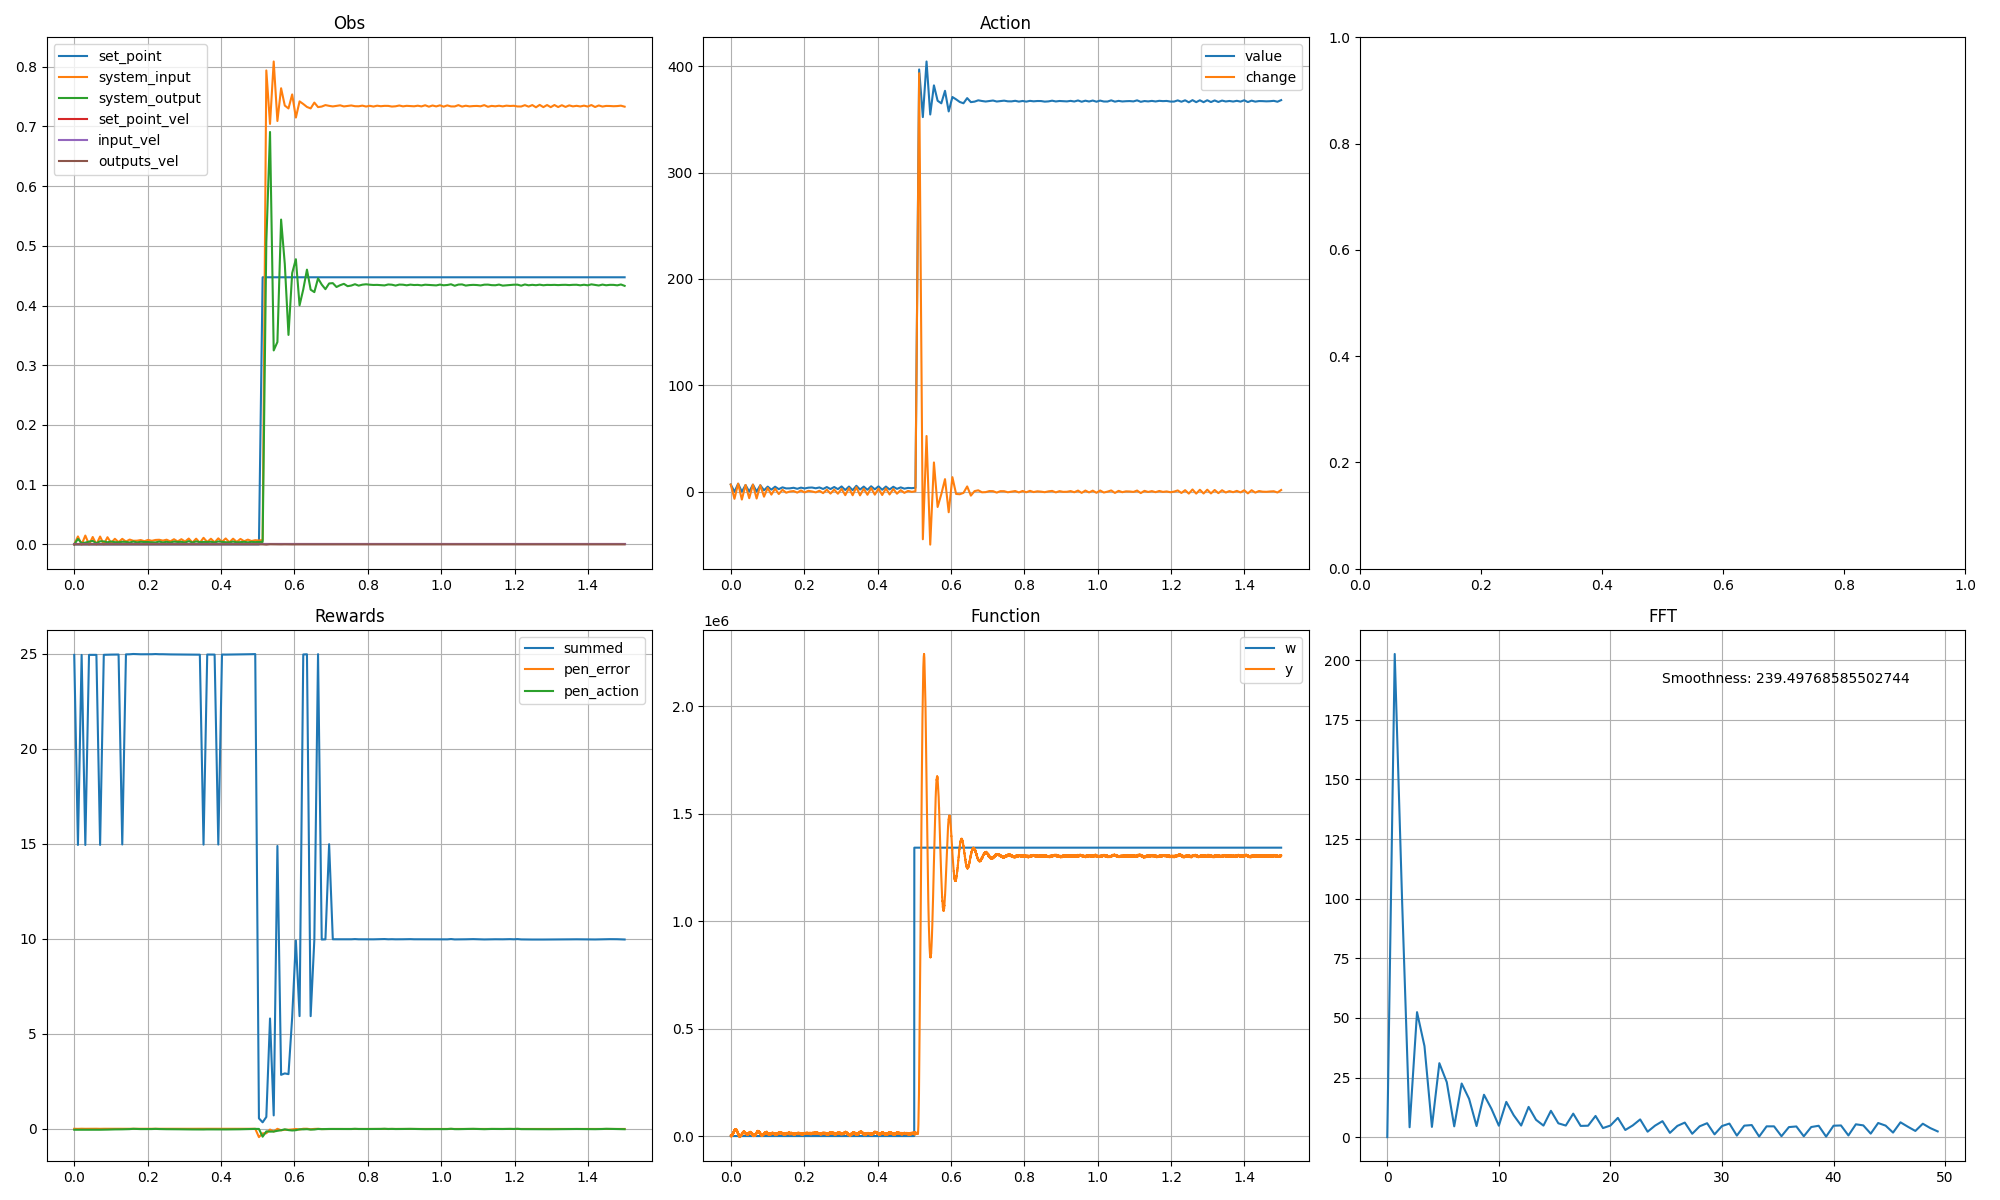 Obs
set_point
system_input
system_output
set_point_vel
input_vel
outputs_vel
0.8
0.7
0.6
0.5
0.4
0.3
0.2
0.1
0.0
0.0 0.2 0.4 0.6 0.8 1.0 1.2 1.4
Action
value
change
400
300
200
100
0
0.0 0.2 0.4 0.6 0.8 1.0 1.2 1.4
1.0
0.8
0.6
0.4
0.2
0.0
0.0 0.2 0.4 0.6 0.8 1.0
Rewards
summed
pen_error
pen_action
25
20
15
10
5
0
0.0 0.2 0.4 0.6 0.8 1.0 1.2 1.4
Function
1e6
w
y
2.0
1.5
1.0
0.5
0.0
0.0 0.2 0.4 0.6 0.8 1.0 1.2 1.4
FFT
Smoothness: 239.49768585502744
200
175
150
125
100
75
50
25
0
0 10 20 30 40 50